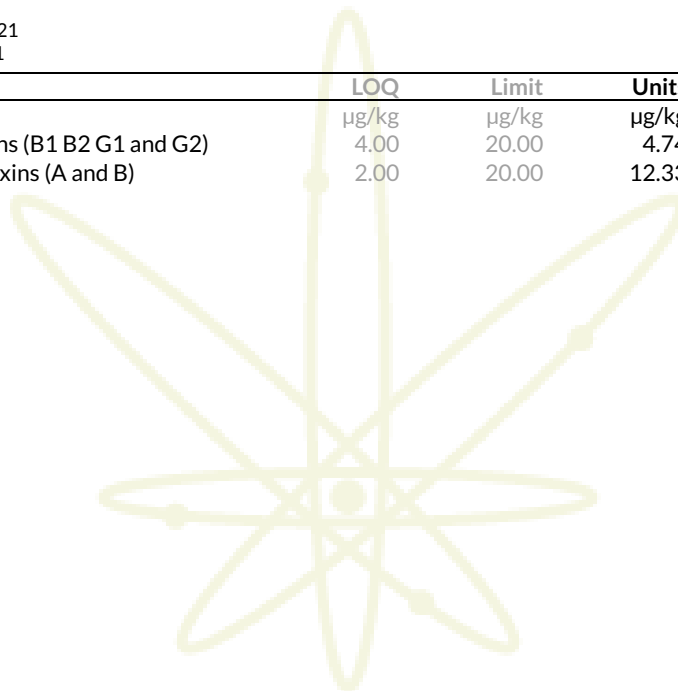 21
1
LOQ Limit Unit
µg/kg µg/kg µg/kg
ns (B1 B2 G1 and G2) 4.00 20.00 4.74
xins (A and B) 2.00 20.00 12.33